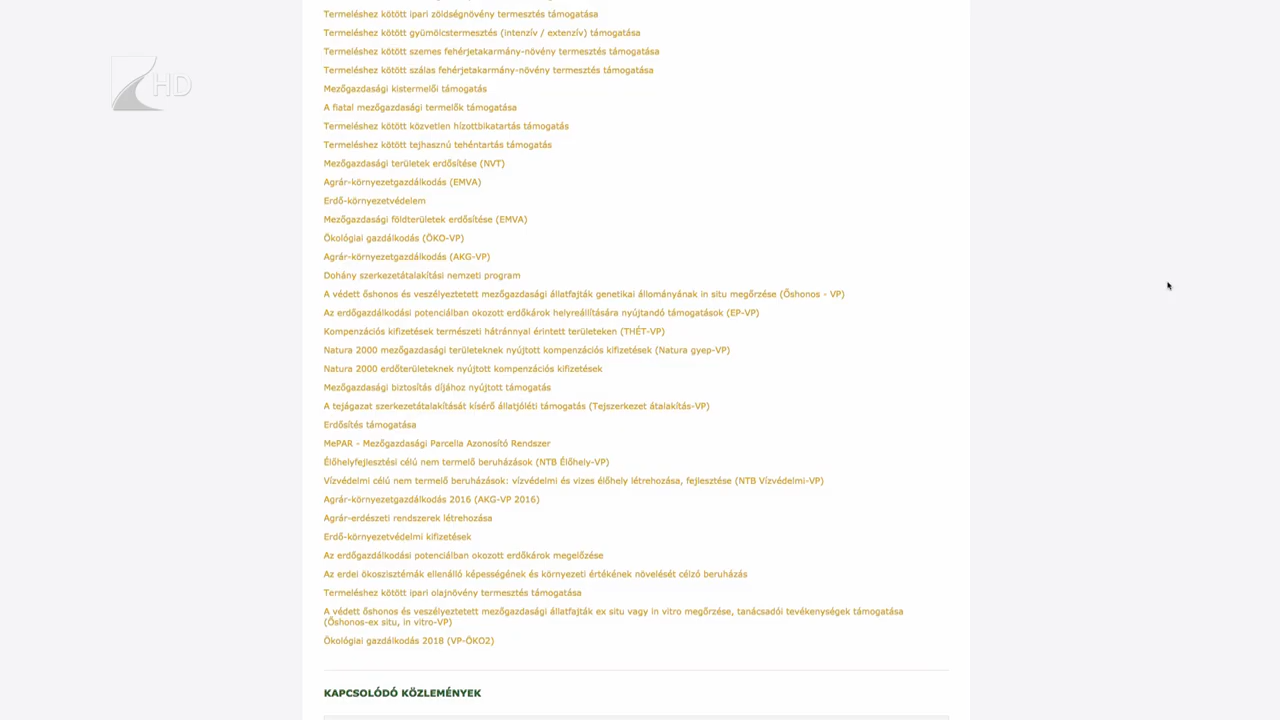 Termeléshez kötött ipari zöldségnövény termesztés támogatása
Termeléshez kötött gyümölcstermesztés (intenzív / extenzív) támogatása
Termeléshez kötött szemes fehérjetakarmány-növény termesztés támogatása
Termeléshez kötött szálas fehérjetakarmány-növény termesztés támogatása
Mezőgazdasági kistermelői támogatás
A fiatal mezőgazdasági termelők támogatása
Termeléshez kötött közvetlen hízottbikatartás támogatás
Termeléshez kötött tejhasznú tehéntartás támogatás
Mezőgazdasági területek erdősítése (NVT)
Agrár-környezetgazdálkodás (EMVA)
Erdő-környezetvédelem
Mezőgazdasági földterületek erdősítése (EMVA)
Ökológiai gazdálkodás (ÖKO-VP)
Agrár-környezetgazdálkodás (AKG-VP)
Dohány szerkezetátalakítási nemzeti program
A védett őshonos és veszélyeztetett mezőgazdasági állatfajták genetikai állományának in situ megőrzése (Őshonos - VP)
Az erdőgazdálkodási potenciálban okozott erdőkárok helyreállítására nyújtandó támogatások (EP-VP)
Kompenzációs kifizetések természeti hátránnyal érintett területeken (THÉT-VP)
Natura 2000 mezőgazdasági területeknek nyújtott kompenzációs kifizetések (Natura gyep-VP)
Natura 2000 erdőterületeknek nyújtott kompenzációs kifizetések
Mezőgazdasági biztosítás díjához nyújtott támogatás
A tejágazat szerkezetátalakítását kísérő állatjóléti támogatás (Tejszerkezet átalakítás-VP)
Erdősítés támogatása
MePAR - Mezőgazdasági Parcella Azonosító Rendszer
Élőhelyfejlesztési célú nem termelő beruházások (NTB Élőhely-VP)
Vízvédelmi célú nem termelő beruházások: vízvédelmi és vizes élőhely létrehozása, fejlesztése (NTB Vízvédelmi-VP)
Agrár-környezetgazdálkodás 2016 (AKG-VP 2016)
Agrár-erdészeti rendszerek létrehozása
Erdő-környezetvédelmi kifizetések
Az erdőgazdálkodási potenciálban okozott erdőkárok megelőzése
Az erdei ökoszisztémák ellenálló képességének és környezeti értékének növelését célzó beruházás
Termeléshez kötött ipari olajnövény termesztés támogatása
A védett őshonos és veszélyeztetett mezőgazdasági állatfajták ex situ vagy in vitro megőrzése, tanácsadói tevékenységek támogatása
(Őshonos-ex situ, in vitro-VP)
Ökológiai gazdálkodás 2018 (VP-ÖKO2)
KAPCSOLÓDÓ KÖZLEMÉNYEK
HD